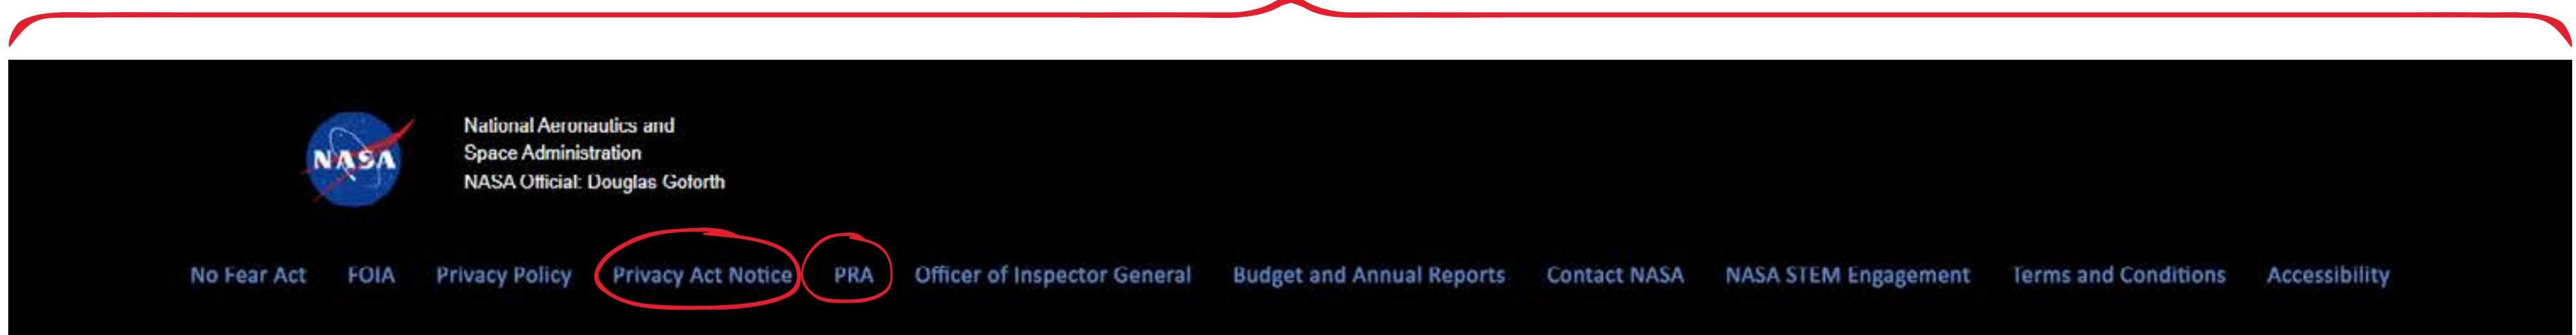 NASA
National Aeronautics and
Space Administration
NASA Official: Douglas Goforth
No Fear Act FOIA Privacy Policy Privacy Act Notice PRA Officer of Inspector General Budget and Annual Reports Contact NASA NASA STEM Engagement Terms and Conditions Accessibility